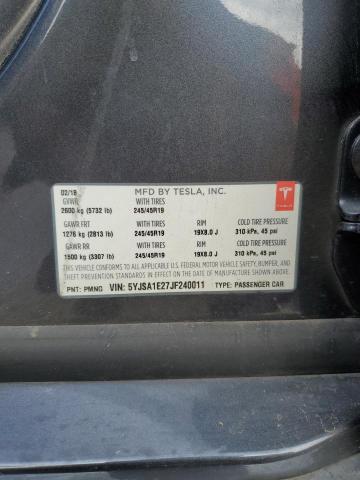 02/18 MFD BY TESLA, INC.
GVWR WITH TIRES
2600 kg (5732 lb) 245/45R19
GAWR FRT WITH TIRES RIM COLD TIRE PRESSURE
1276 kg (2813 lb) 245/45R19 19X8.0 J 310 kPa, 45 psi
GAWR RR WITH TIRES RIM COLD TIRE PRESSURE
1500 kg (3307 lb) 245/45R19 19X8.0 J 310 kPa, 45 psi
THIS VEHICLE CONFORMS TO ALL APPLICABLE U.S. FEDERAL MOTOR VEHICLE SAFETY, BUMPER, AND
THEFT PREVENTION STANDARDS IN EFFECT ON THE DATE OF MANUFACTURE SHOWN ABOVE.
PNT: PMNG VIN: 5YJSA1E27JF240011 TYPE: PASSENGER CAR